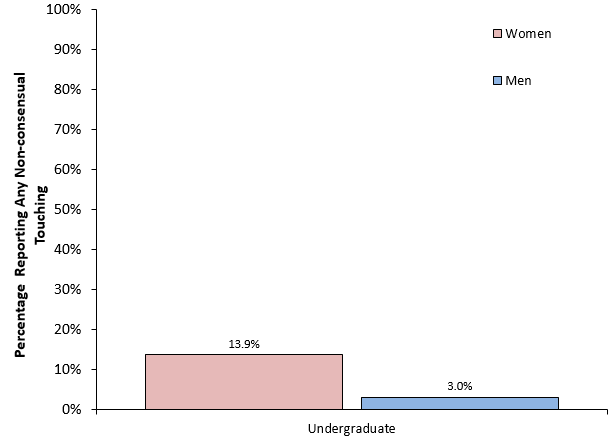 100%
90%
80%
70%
60%
50%
40%
30%
20%
10%
0%
Percentage Reporting Any Non-consensual
Touching
Women
Men
13.9%
3.0%
Undergraduate